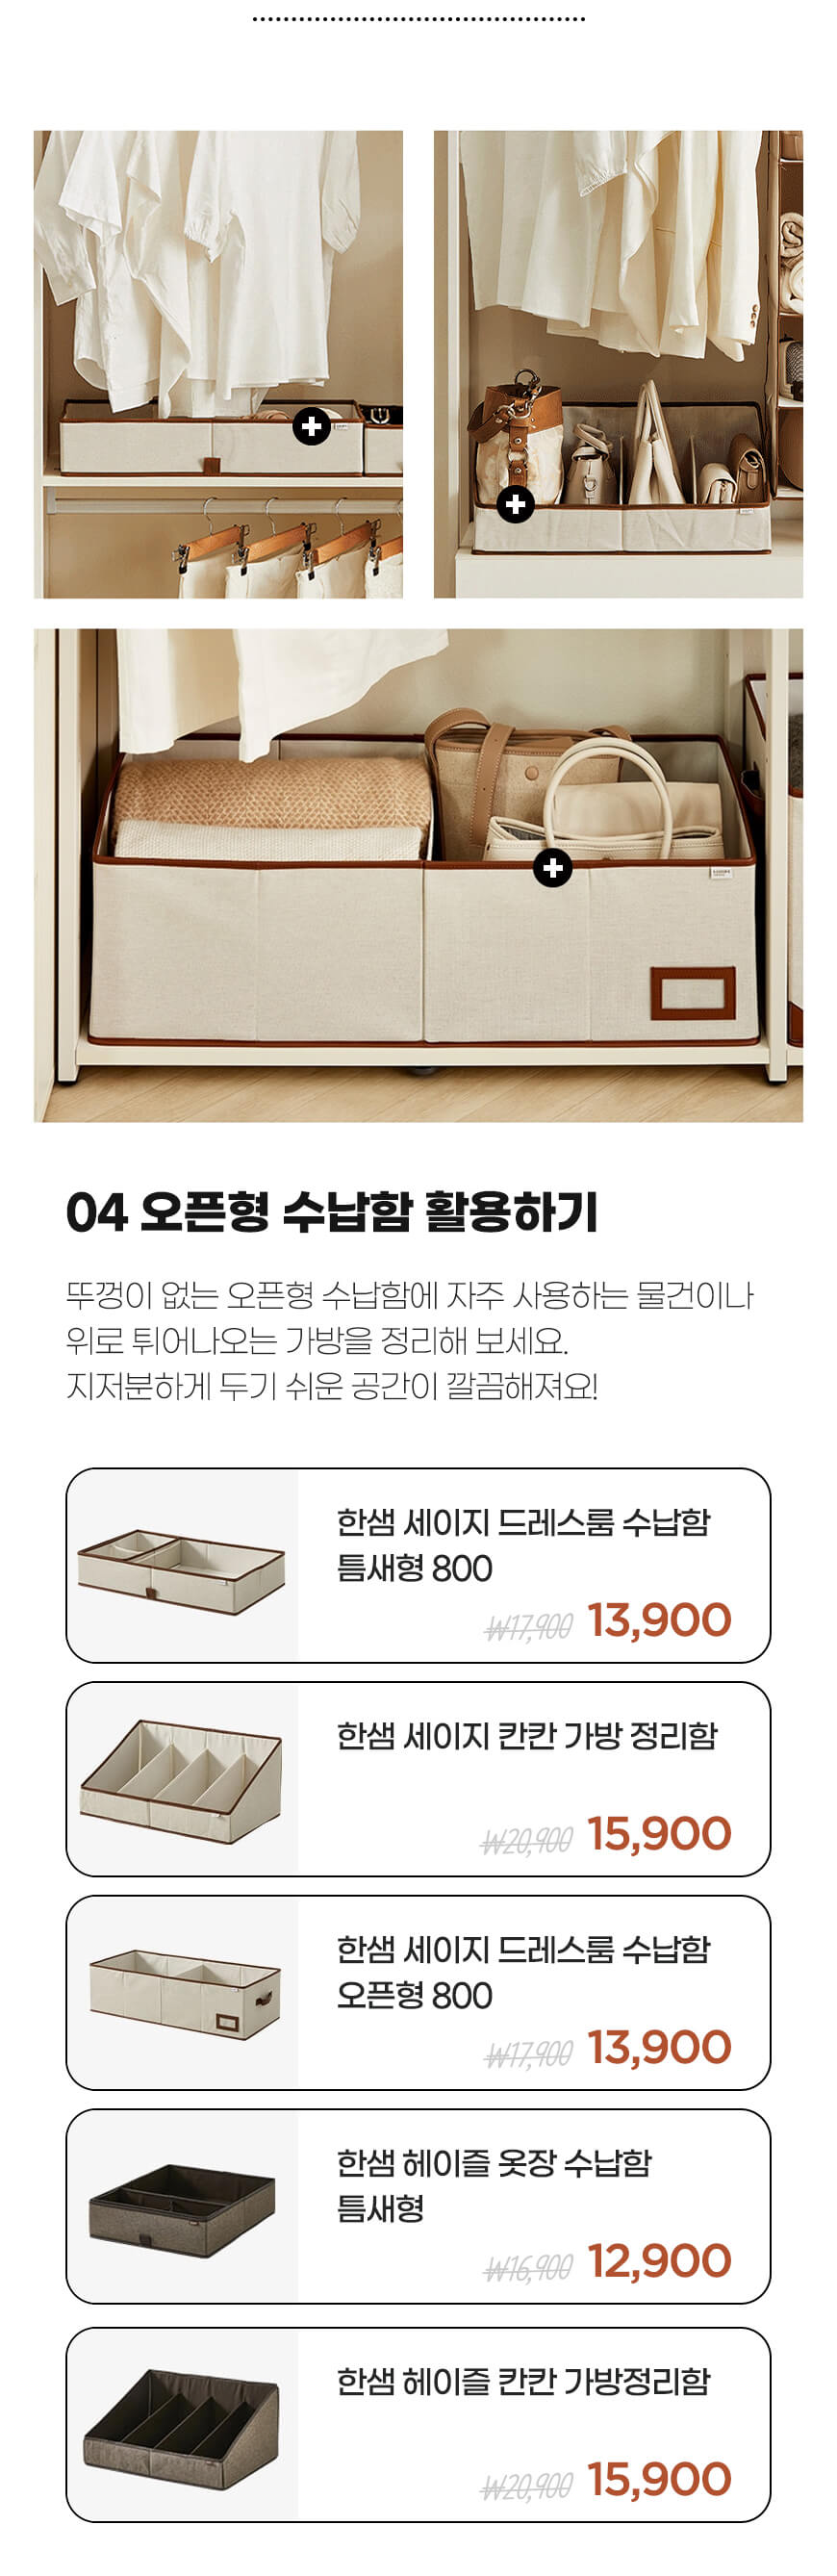 04 오픈형 수납함 활용하기
뚜껑이 없는 오픈형 수납함에 자주 사용하는 물건이나
위로 튀어나오는 가방을 정리해 보세요.
지저분하게 두기 쉬운 공간이 깔끔해져요!
한샘 세이지 드레스룸 수납함
틈새형 800
₩17,900 13,900
한샘 세이지 칸칸 가방 정리함
₩20,900 15,900
한샘 세이지 드레스룸 수납함
오픈형 800
₩17,900 13,900
한샘 헤이즐 옷장 수납함
틈새형
₩16,900 12,900
한샘 헤이즐 칸칸 가방정리함
₩20,900 15,900